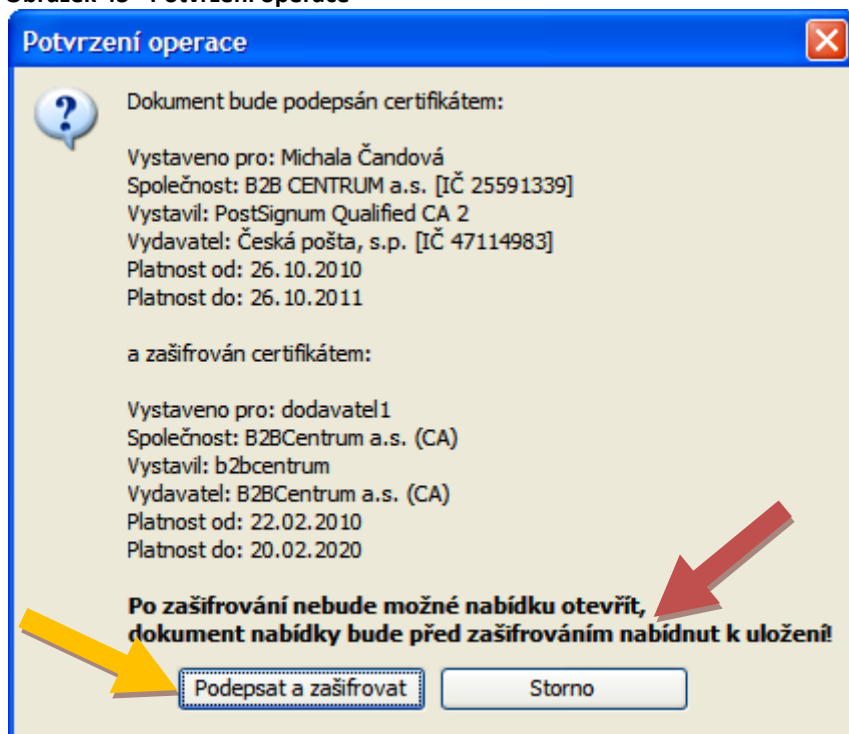 Potvrzení operace
Dokument bude podepsán certifikátem:
Vystaveno pro: Michala Čandová
Společnost: B2B CENTRUM a.s. [IČ 25591339]
Vystavil: PostSignum Qualified CA 2
Vydavatel: Česká pošta, s.p. [IČ 47114983]
Platnost od: 26.10.2010
Platnost do: 26.10.2011
a zašifrován certifikátem:
Vystaveno pro: dodavatel1
Společnost: B2BCentrum a.s. (CA)
Vystavil: b2bcentrum
Vydavatel: B2BCentrum a.s. (CA)
Platnost od: 22.02.2010
Platnost do: 20.02.2020
Po zašifrování nebude možné nabídku otevřít,
dokument nabídky bude před zašifrováním nabídnut k uložení!
Podepsat a zašifrovat
Storno